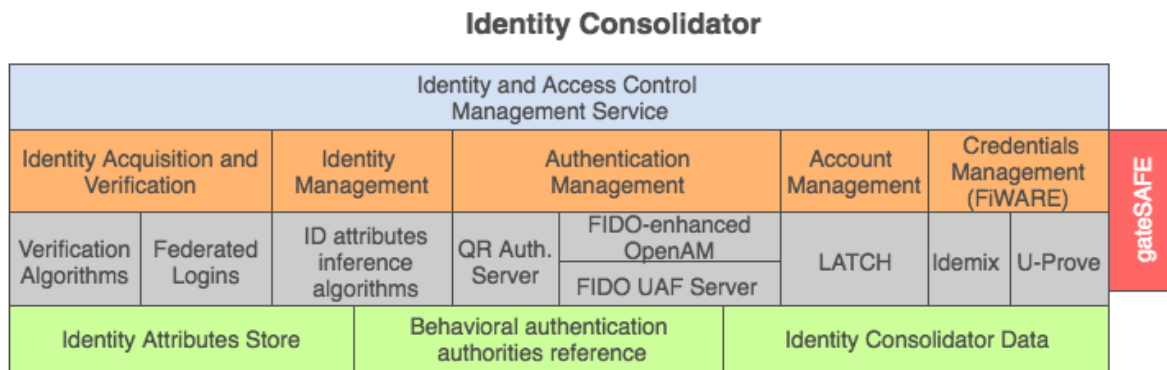 Identity Consolidator
Identity and Access Control
Management Service
Identity Acquisition and
Verification
Identity
Management
Authentication
Management
Account
Management
Credentials
Management
(FiWARE)
gateSAFE
Verification
Algorithms
Federated
Logins
ID attributes
inference
algorithms
QR Auth.
Server
FIDO-enhanced
OpenAM
FIDO UAF Server
LATCH
Idemix
U-Prove
Identity Attributes Store
Behavioral authentication
authorities reference
Identity Consolidator Data